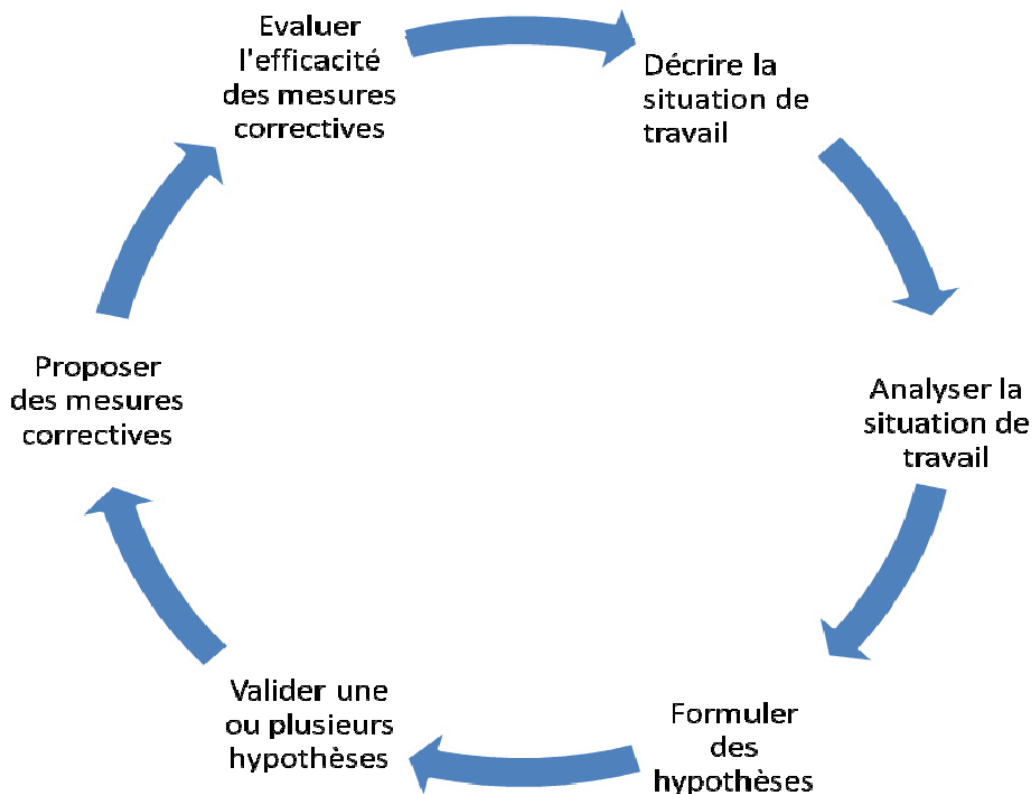 Evaluer
l'efficacité
des mesures
correctives
Décrire la
situation de
travail
Analyser la
situation de
travail
Formuler
des
hypothèses
Valider une
ou plusieurs
hypothèses
Proposer
des mesures
correctives